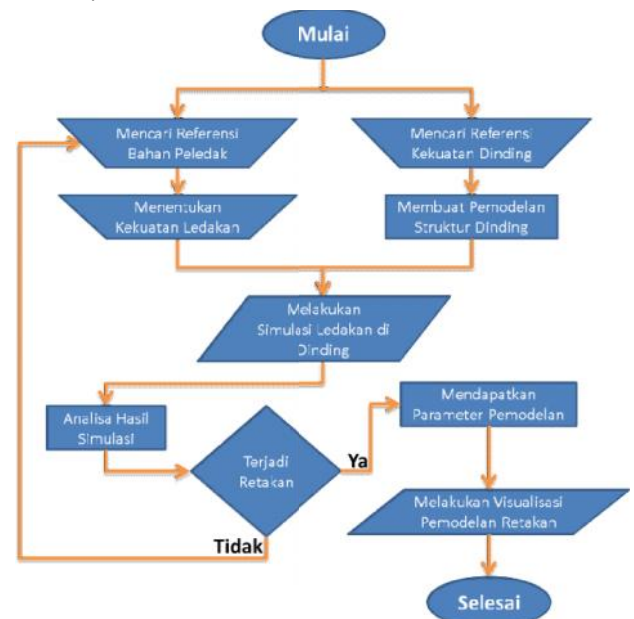 Mulai
Mencari Referensi
Bahan Peledak
Mencari Referensi
Kekuatan Dinding
Menentukan
Kekuatan Ledakan
Membuat Pemodelan
Struktur Dinding
Melakukan
Simulasi Ledakan di
Dinding
Analisa Hasil
Simulasi
Terjadi
Retakan
Ya
Tidak
Mendapatkan
Parameter Pemodelan
Melakukan Visualisasi
Pemodelan Retakan
Selesai